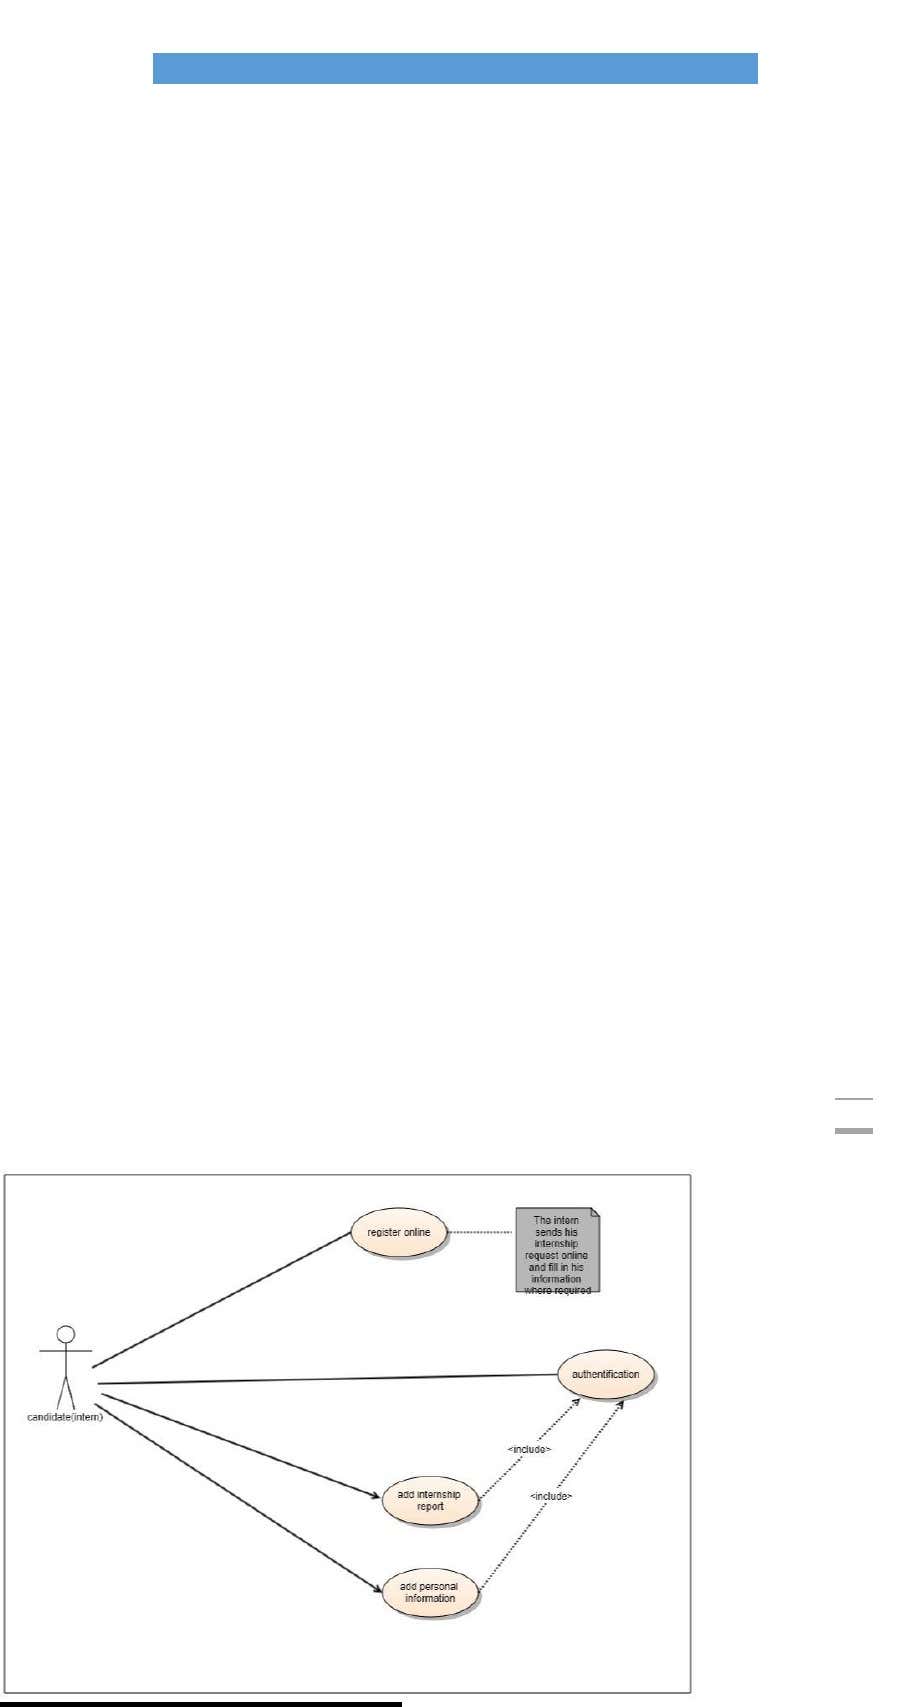 register online
The intern
sends his
internship
request online
and fill in his
information
where required
authentification
candidate(intern)
<include>
add internship
report
<include>
add personal
information